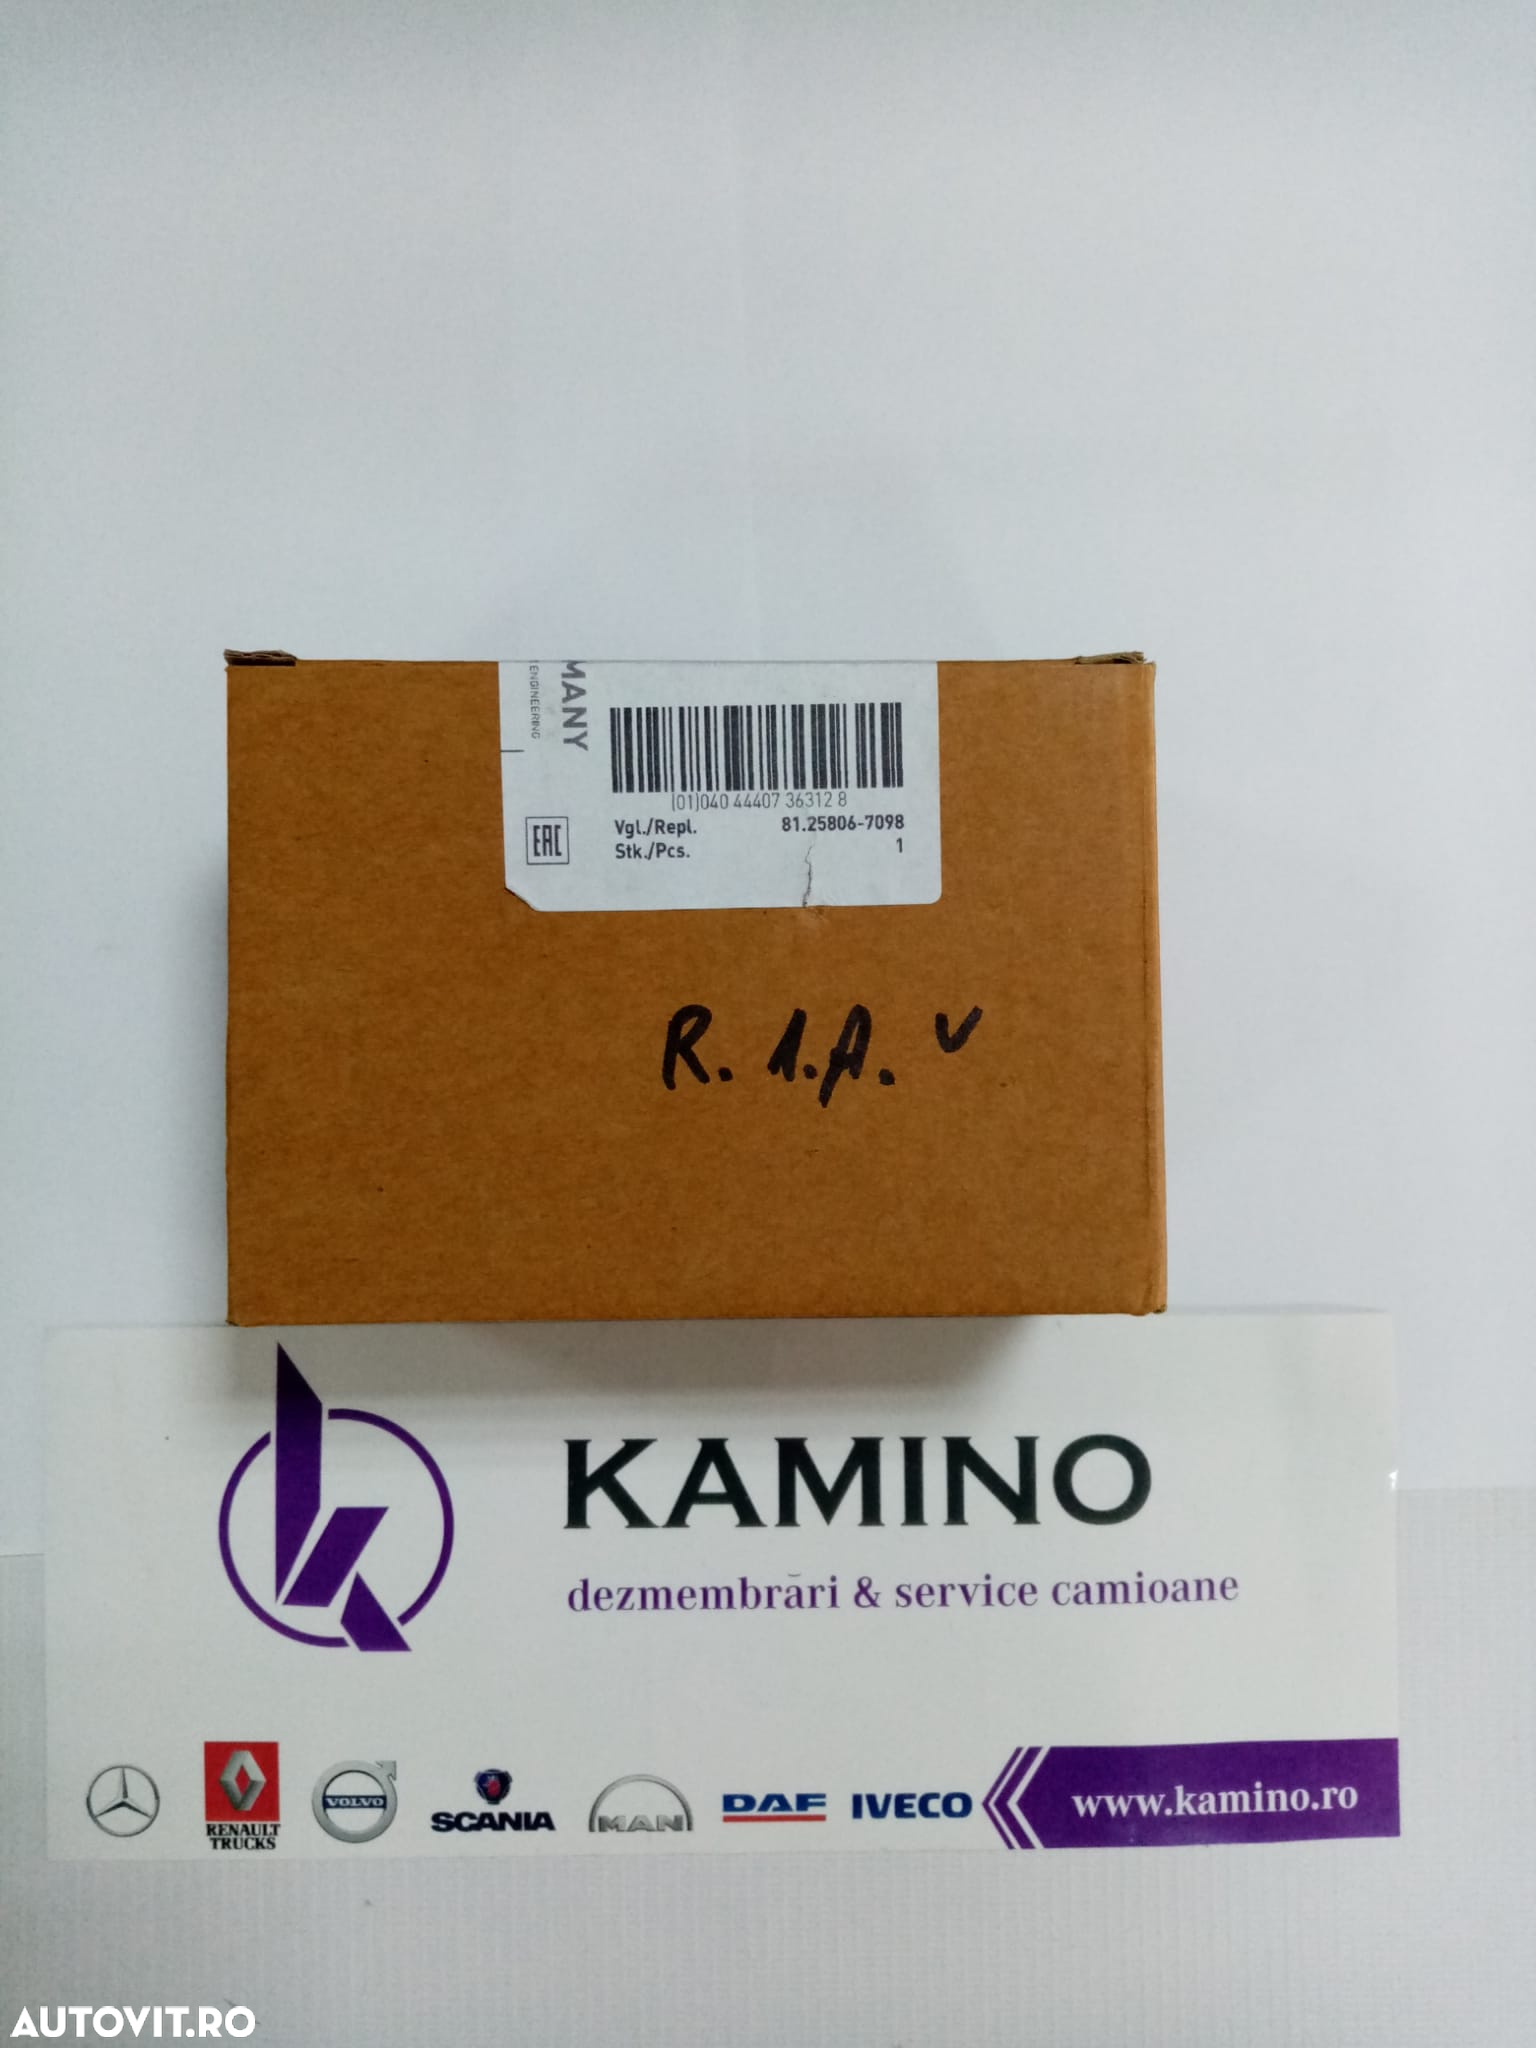 MANY
ENGINEERING
(01)040 44407 36312 8
EAC
Vgl./Repl. 81.25806-7098
Stk./Pcs. 1
R. 1.A. v
KAMINO
dezmembrări & service camioane
RENAULT
TRUCKS
VOLVO
SCANIA
MAN
DAF
IVECO
www.kamino.ro
AUTOVIT.RO